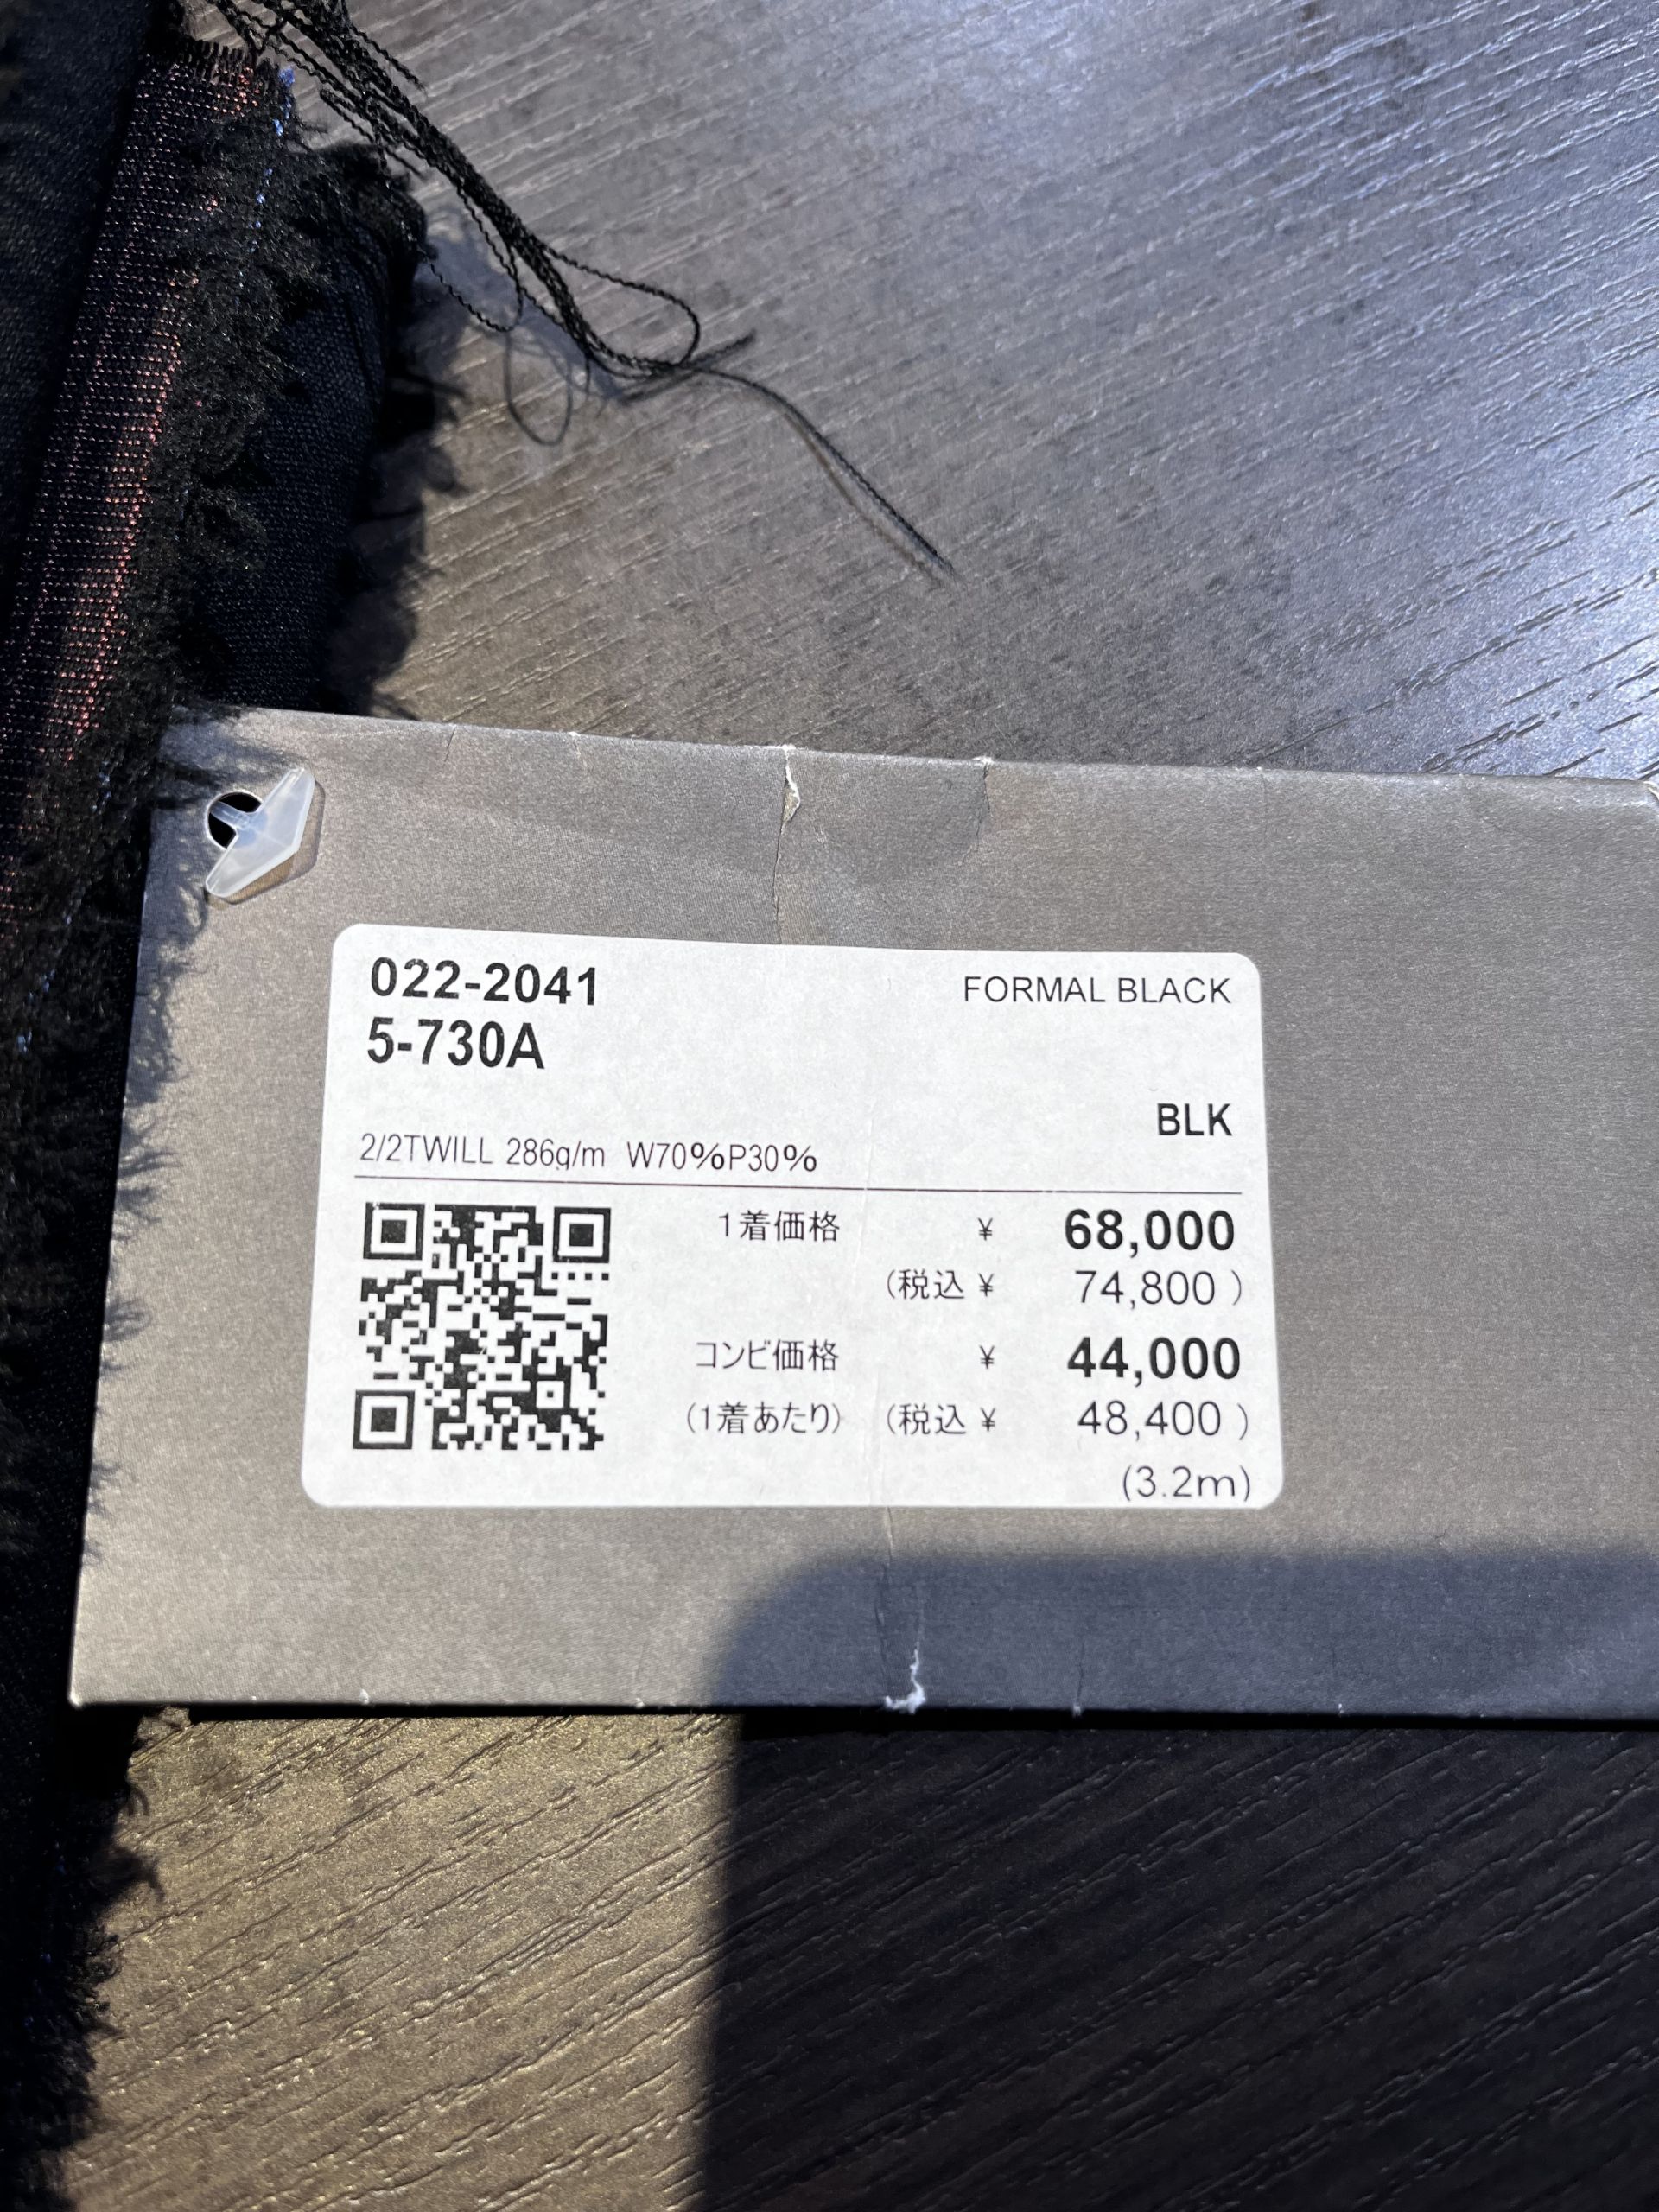 022-2041
FORMAL BLACK
5-730A
BLK
2/2TWILL 286g/m W70%P30%
1着価格 ¥ 68,000
(税込 ¥ 74,800 )
コンビ価格 ¥ 44,000
(1着あたり) (税込 ¥ 48,400 )
(3.2m)